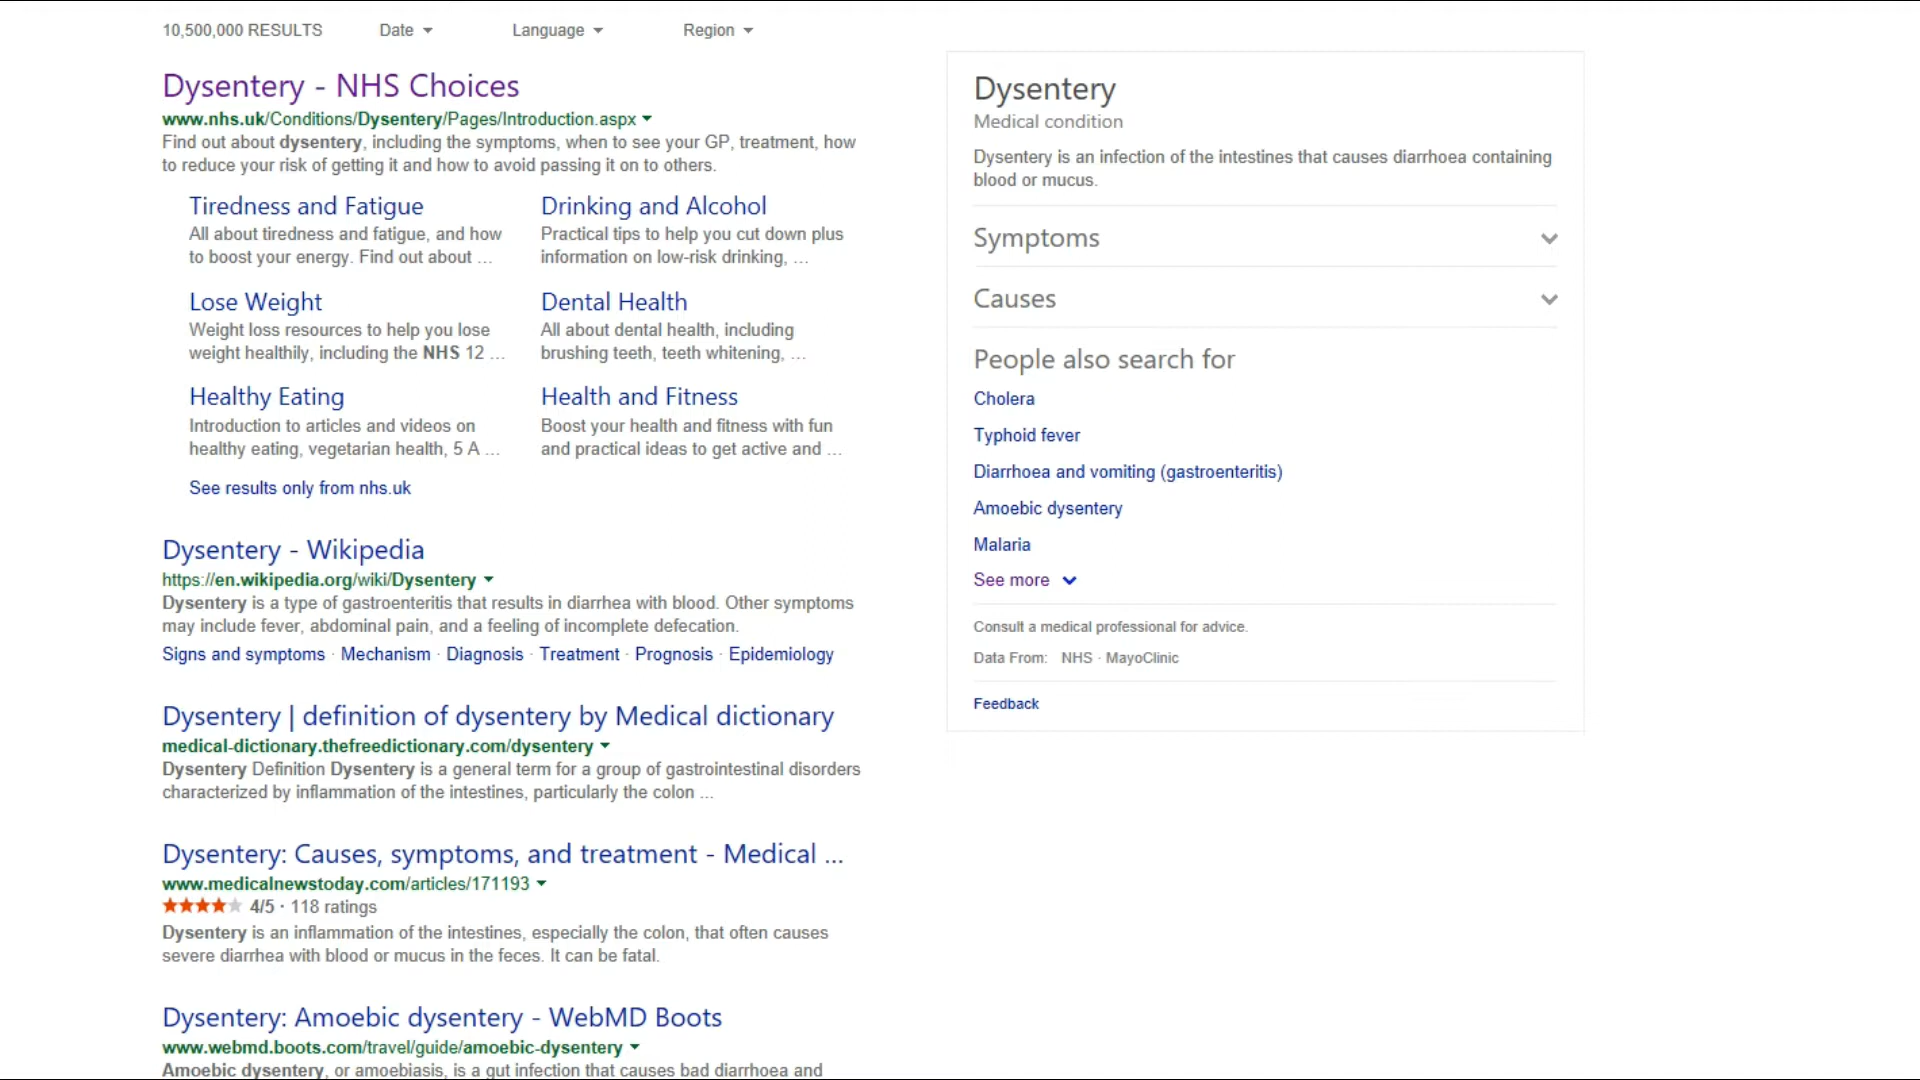 10,500,000 RESULTS Date Language Region
Dysentery - NHS Choices
www.nhs.uk/Conditions/Dysentery/Pages/Introduction.aspx
Find out about dysentery, including the symptoms, when to see your GP, treatment, how
to reduce your risk of getting it and how to avoid passing it on to others.
Tiredness and Fatigue
All about tiredness and fatigue, and how
to boost your energy. Find out about ...
Drinking and Alcohol
Practical tips to help you cut down plus
information on low-risk drinking, ...
Lose Weight
Weight loss resources to help you lose
weight healthily, including the NHS 12 ...
Dental Health
All about dental health, including
brushing teeth, teeth whitening, ...
Healthy Eating
Introduction to articles and videos on
healthy eating, vegetarian health, 5 A ...
Health and Fitness
Boost your health and fitness with fun
and practical ideas to get active and ...
See results only from nhs.uk
Dysentery - Wikipedia
https://en.wikipedia.org/wiki/Dysentery
Dysentery is a type of gastroenteritis that results in diarrhea with blood. Other symptoms
may include fever, abdominal pain, and a feeling of incomplete defecation.
Signs and symptoms · Mechanism · Diagnosis · Treatment · Prognosis · Epidemiology
Dysentery | definition of dysentery by Medical dictionary
medical-dictionary.thefreedictionary.com/dysentery
Dysentery Definition Dysentery is a general term for a group of gastrointestinal disorders
characterized by inflammation of the intestines, particularly the colon ...
Dysentery: Causes, symptoms, and treatment - Medical ...
www.medicalnewstoday.com/articles/171193
4/5 · 118 ratings
Dysentery is an inflammation of the intestines, especially the colon, that often causes
severe diarrhea with blood or mucus in the feces. It can be fatal.
Dysentery: Amoebic dysentery - WebMD Boots
www.webmd.boots.com/travel/guide/amoebic-dysentery
Amoebic dysentery, or amoebiasis, is a gut infection that causes bad diarrhoea and
Dysentery
Medical condition
Dysentery is an infection of the intestines that causes diarrhoea containing
blood or mucus.
Symptoms
Causes
People also search for
Cholera
Typhoid fever
Diarrhoea and vomiting (gastroenteritis)
Amoebic dysentery
Malaria
See more
Consult a medical professional for advice.
Data From: NHS · MayoClinic
Feedback